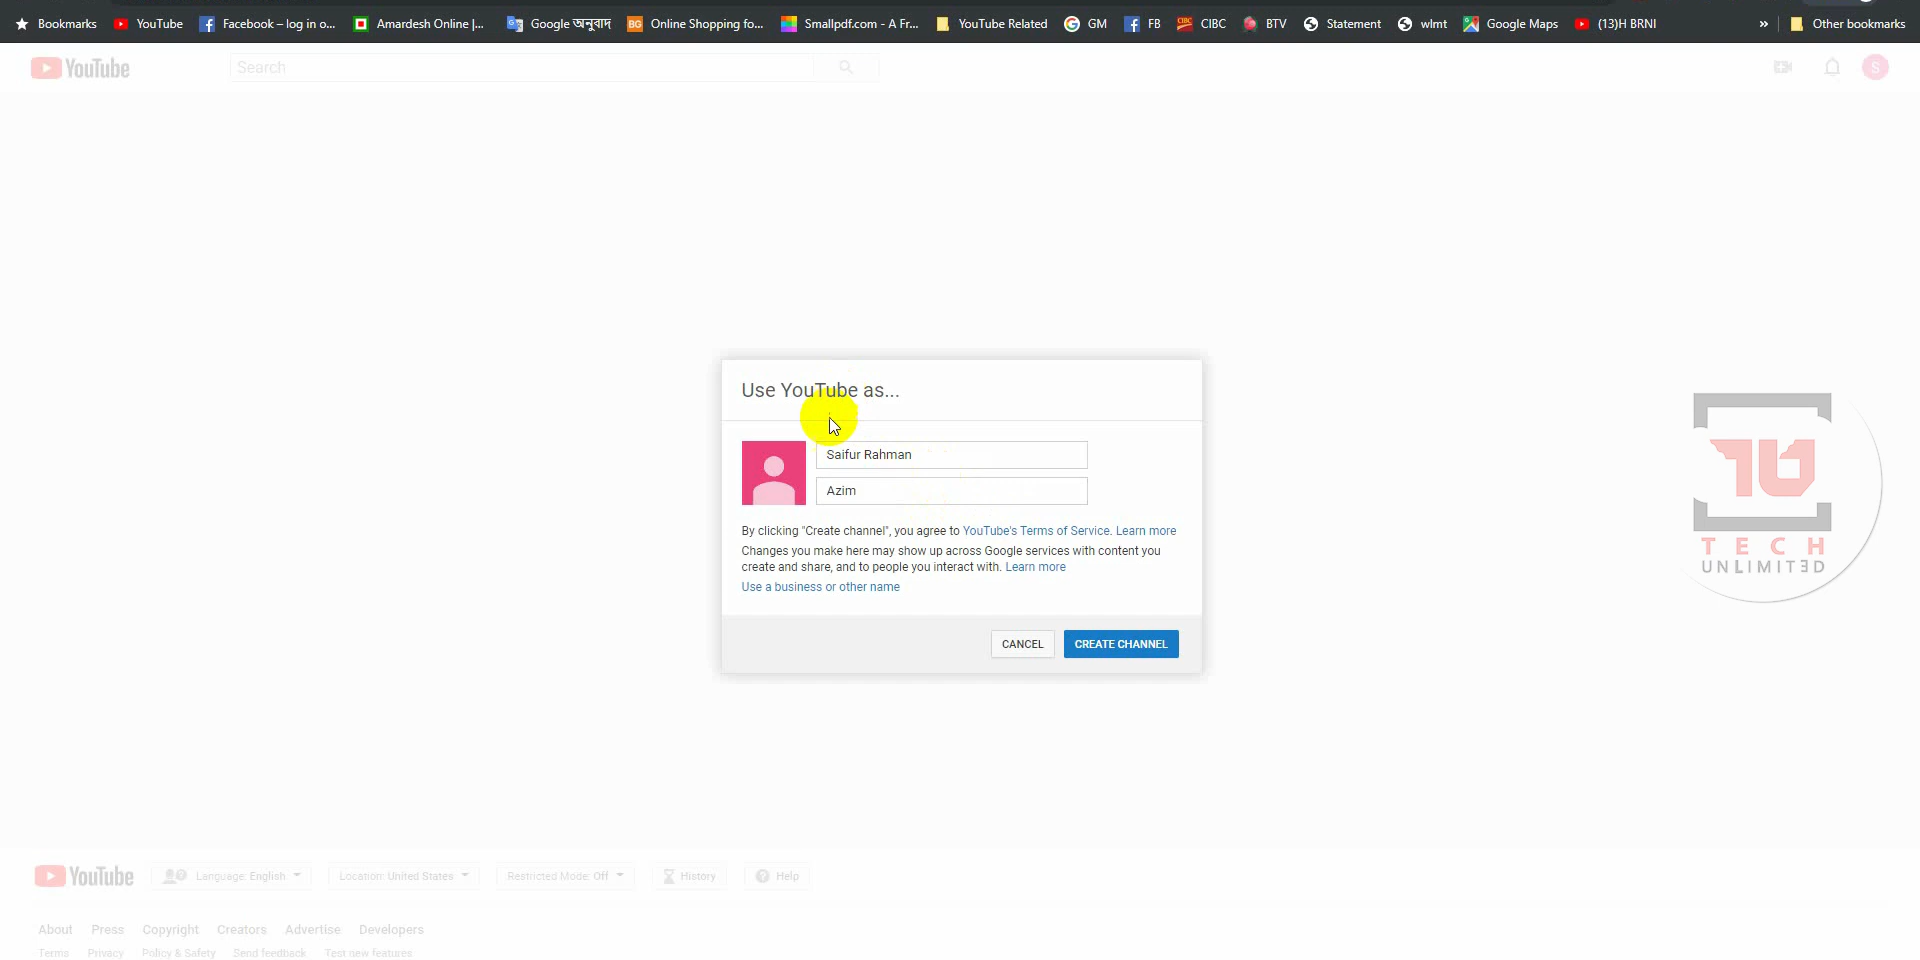 Bookmarks YouTube Facebook – log in o... Amardesh Online |... Google অনুবাদ Online Shopping fo... Smallpdf.com - A Fr... YouTube Related GM FB CIBC BTV Statement wlmt Google Maps (13)H BRNI » Other bookmarks
YouTube Search S
Use YouTube as...
Saifur Rahman
Azim
By clicking "Create channel", you agree to YouTube's Terms of Service. Learn more
Changes you make here may show up across Google services with content you
create and share, and to people you interact with. Learn more
Use a business or other name
CANCEL CREATE CHANNEL
TECH
UNLIMIT3D
YouTube Language: English Location: United States Restricted Mode: Off History Help
About Press Copyright Creators Advertise Developers
Terms Privacy Policy & Safety Send feedback Test new features